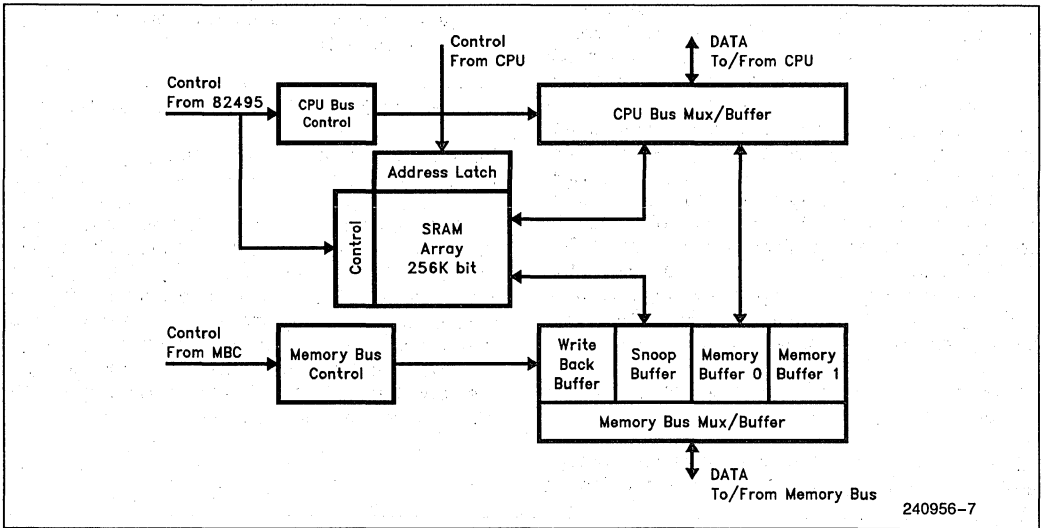 Control
From CPU
DATA
To/From CPU
Control
From 82495
CPU Bus
Control
CPU Bus Mux/Buffer
Address Latch
Control
SRAM
Array
256K bit
Control
From MBC
Memory Bus
Control
Write
Back
Buffer
Snoop
Buffer
Memory
Buffer 0
Memory
Buffer 1
Memory Bus Mux/Buffer
DATA
To/From Memory Bus
240956-7